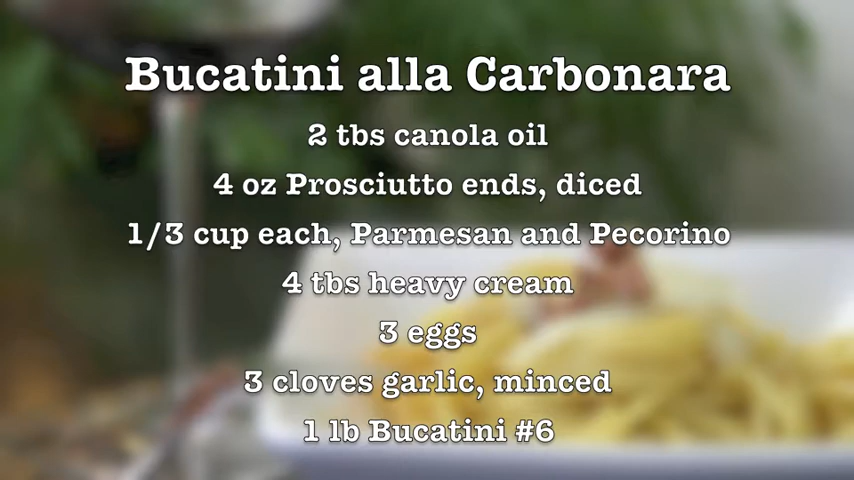 Bucatini alla Carbonara
2 tbs canola oil
4 oz Prosciutto ends, diced
1/3 cup each, Parmesan and Pecorino
4 tbs heavy cream
3 eggs
3 cloves garlic, minced
1 lb Bucatini #6